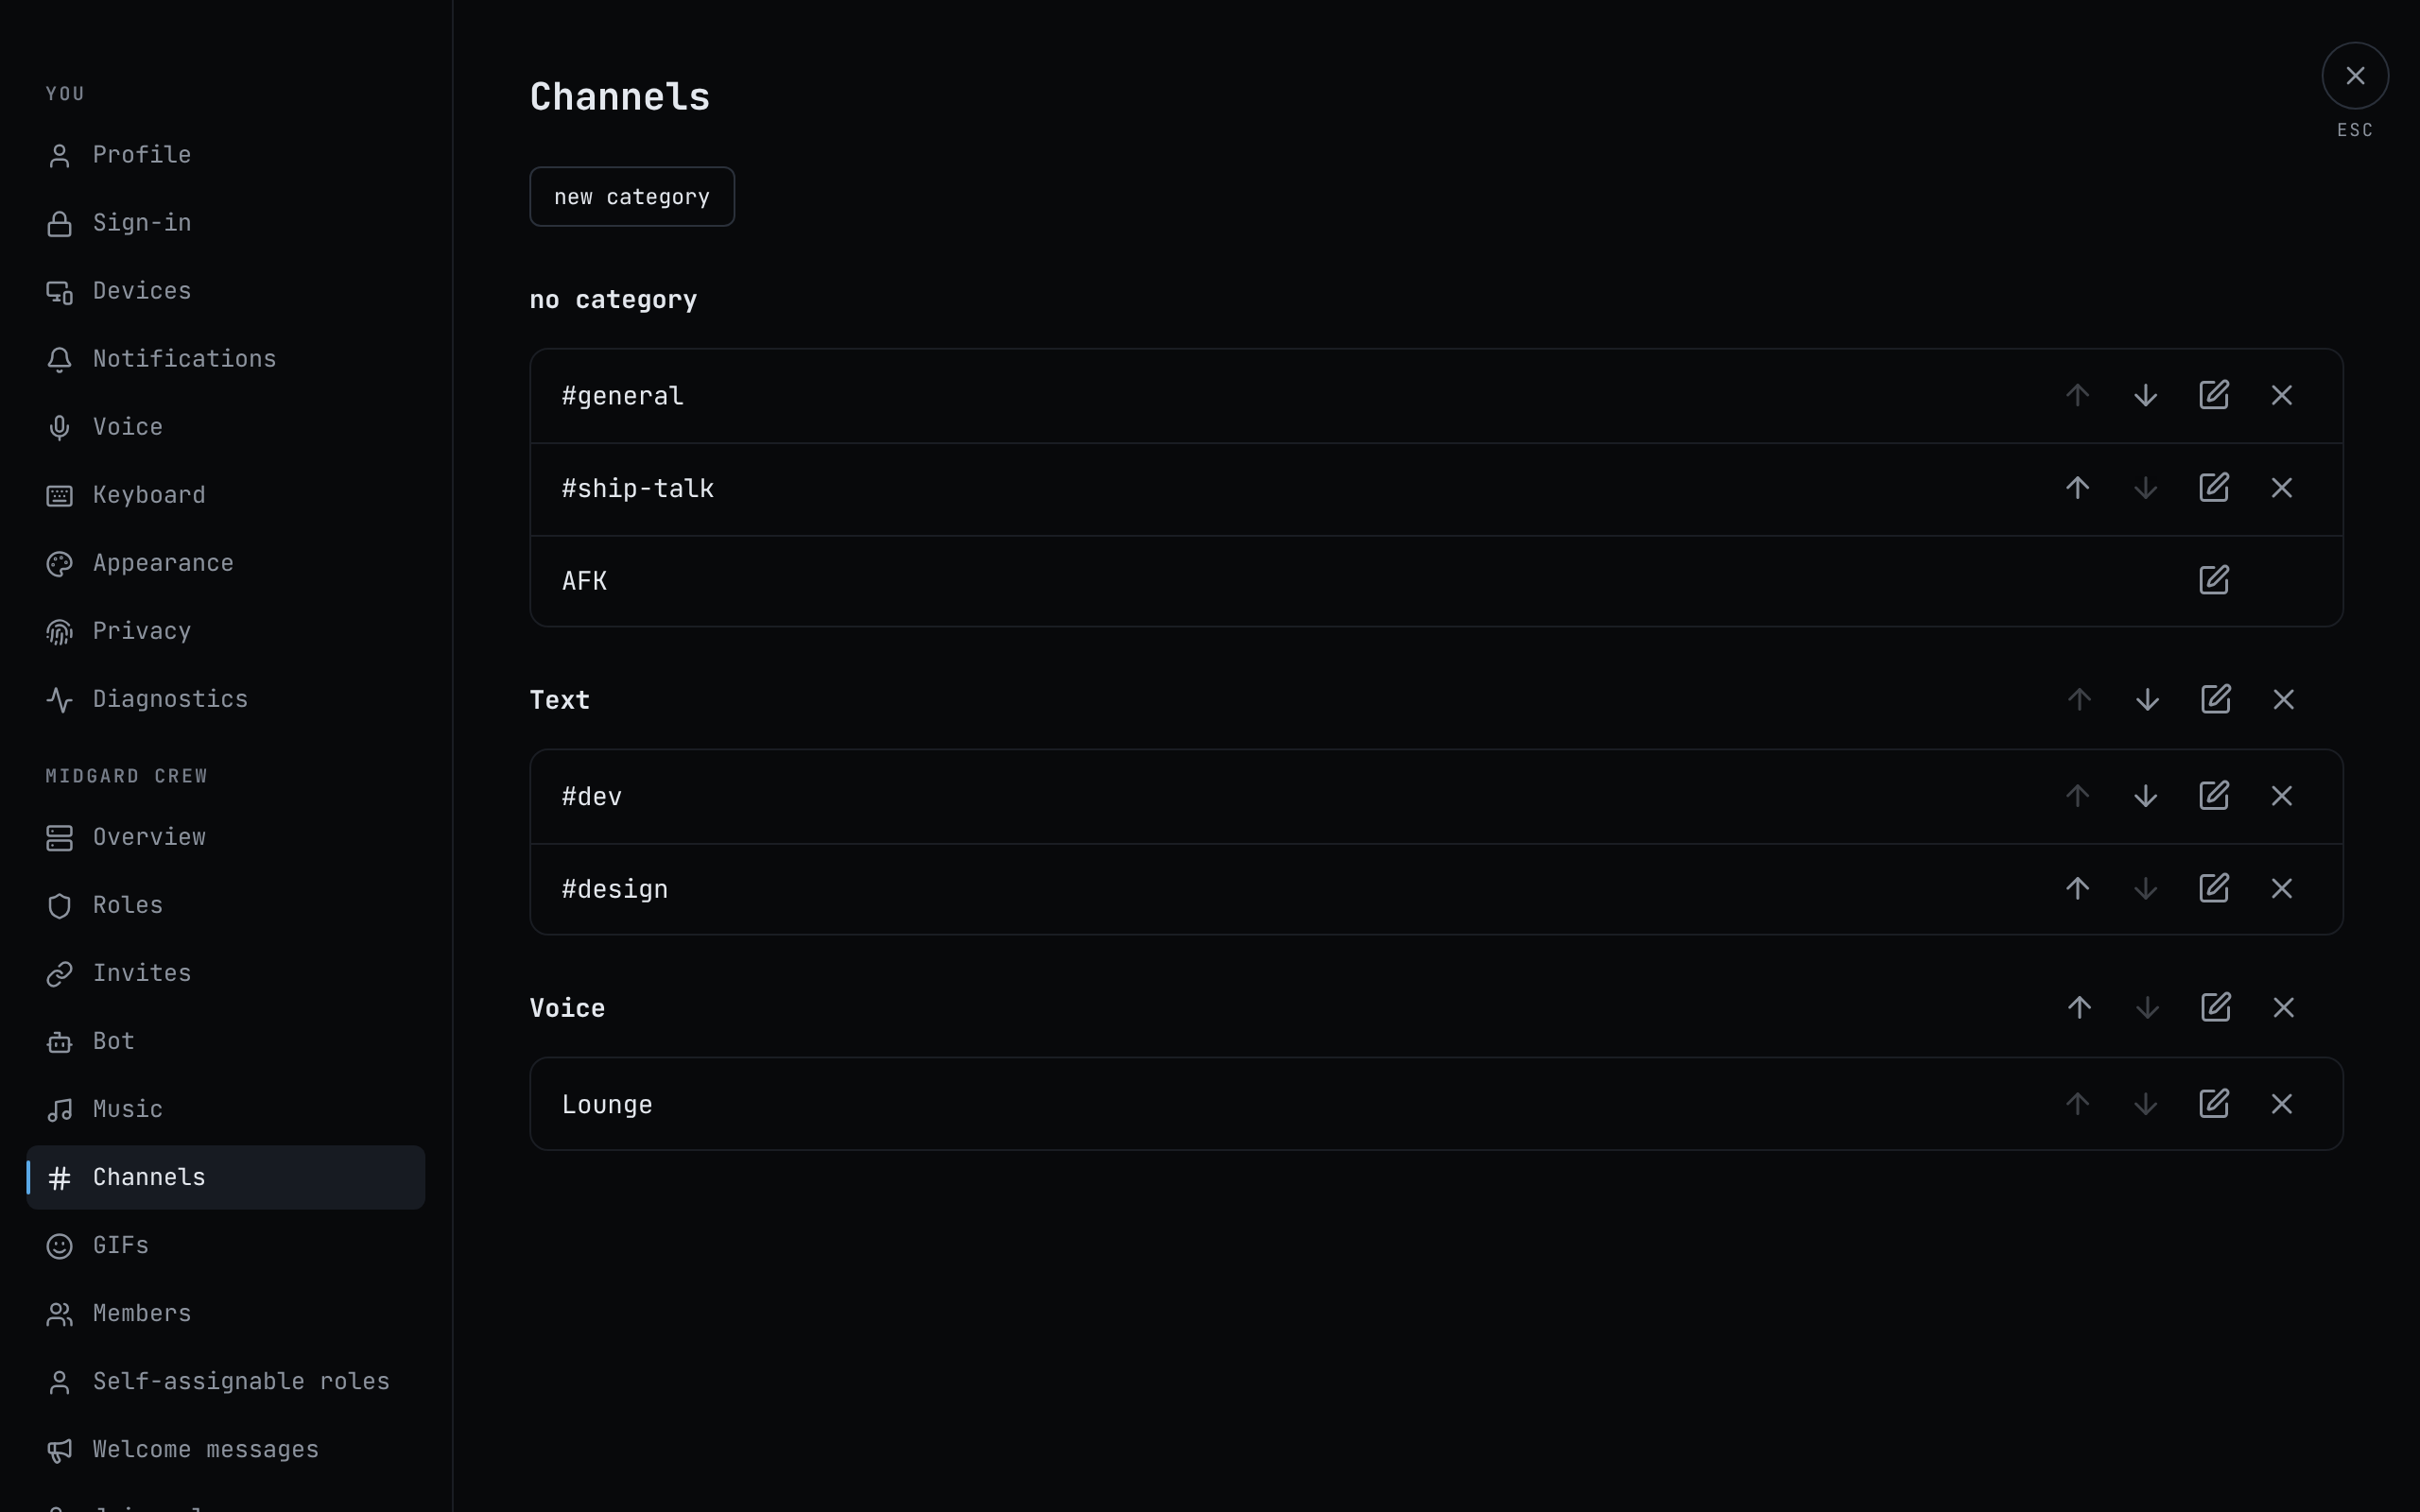 YOU
Profile
Sign-in
Devices
Notifications
Voice
Keyboard
Appearance
Privacy
Diagnostics
MIDGARD CREW
Overview
Roles
Invites
Bot
Music
Channels
GIFs
Members
Self-assignable roles
Welcome messages
Channels
ESC
new category
no category
#general
#ship-talk
AFK
Text
#dev
#design
Voice
Lounge